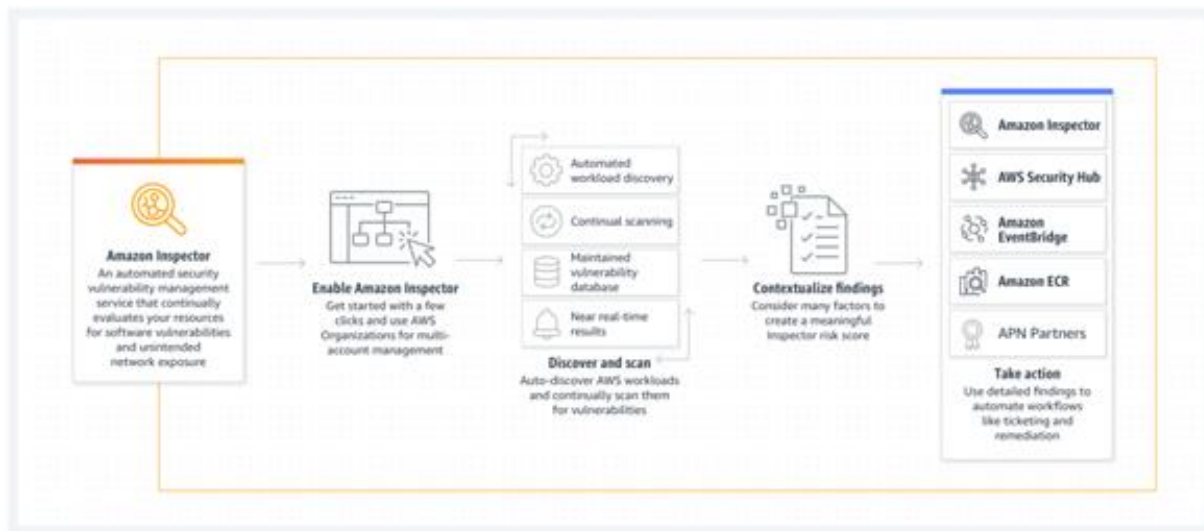 Amazon Inspector
An automated security
vulnerability management
service that continually
evaluates your resources
for software vulnerabilities
and unintended
network exposure
Enable Amazon Inspector
Get started with a few
clicks and use AWS
Organizations for multi-
account management
Automated
workload discovery
Continual scanning
Maintained
vulnerability
database
Near real-time
results
Discover and scan
Auto-discover AWS workloads
and continually scan them
for vulnerabilities
Contextualize findings
Consider many factors to
create a meaningful
Inspector risk score
Amazon Inspector
AWS Security Hub
Amazon
EventBridge
Amazon ECR
APN Partners
Take action
Use detailed findings to
automate workflows
like ticketing and
remediation